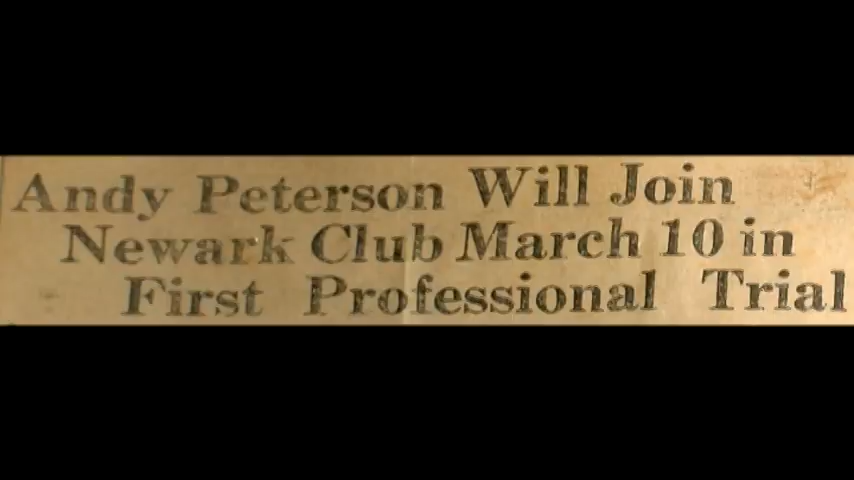 Andy Peterson Will Join
Newark Club March 10 in
First Professional Trial